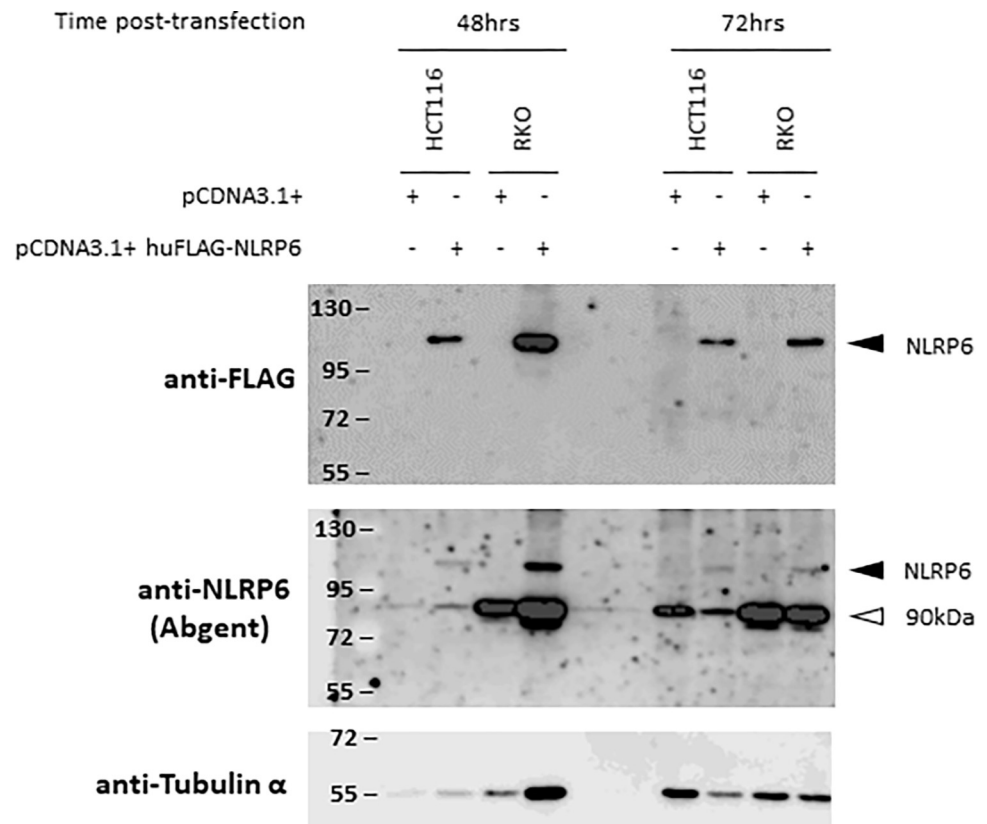 Time post-transfection 48hrs 72hrs
HCT116 RKO HCT116 RKO
pCDNA3.1+ + - + - + - + -
pCDNA3.1+ huFLAG-NLRP6 - + - + - + - +
130 –
NLRP6
95 –
anti-FLAG
72 –
55 –
130 –
NLRP6
95 –
anti-NLRP6
(Abgent)
90kDa
72 –
55 –
72 –
anti-Tubulin α
55 –